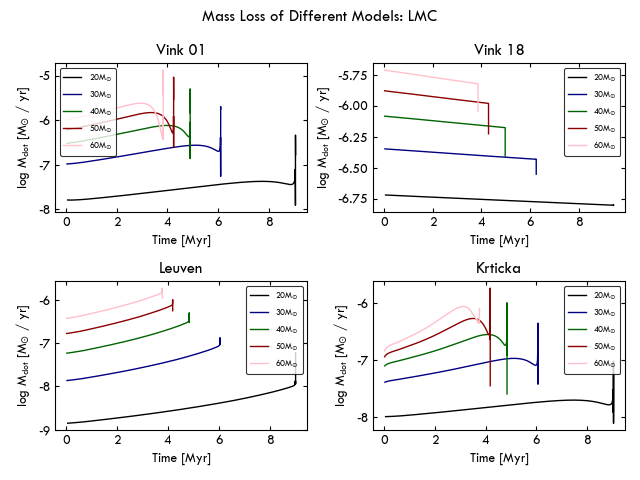 Mass Loss of Different Models: LMC
Vink 01
log Mdot [M⊙ / yr]
-5
-6
-7
-8
0
2
4
6
8
Time [Myr]
20M⊙
30M⊙
40M⊙
50M⊙
60M⊙
Vink 18
log Mdot [M⊙ / yr]
-5.75
-6.00
-6.25
-6.50
-6.75
0
2
4
6
8
Time [Myr]
20M⊙
30M⊙
40M⊙
50M⊙
60M⊙
Leuven
log Mdot [M⊙ / yr]
-6
-7
-8
-9
0
2
4
6
8
Time [Myr]
20M⊙
30M⊙
40M⊙
50M⊙
60M⊙
Krticka
log Mdot [M⊙ / yr]
-6
-7
-8
0
2
4
6
8
Time [Myr]
20M⊙
30M⊙
40M⊙
50M⊙
60M⊙